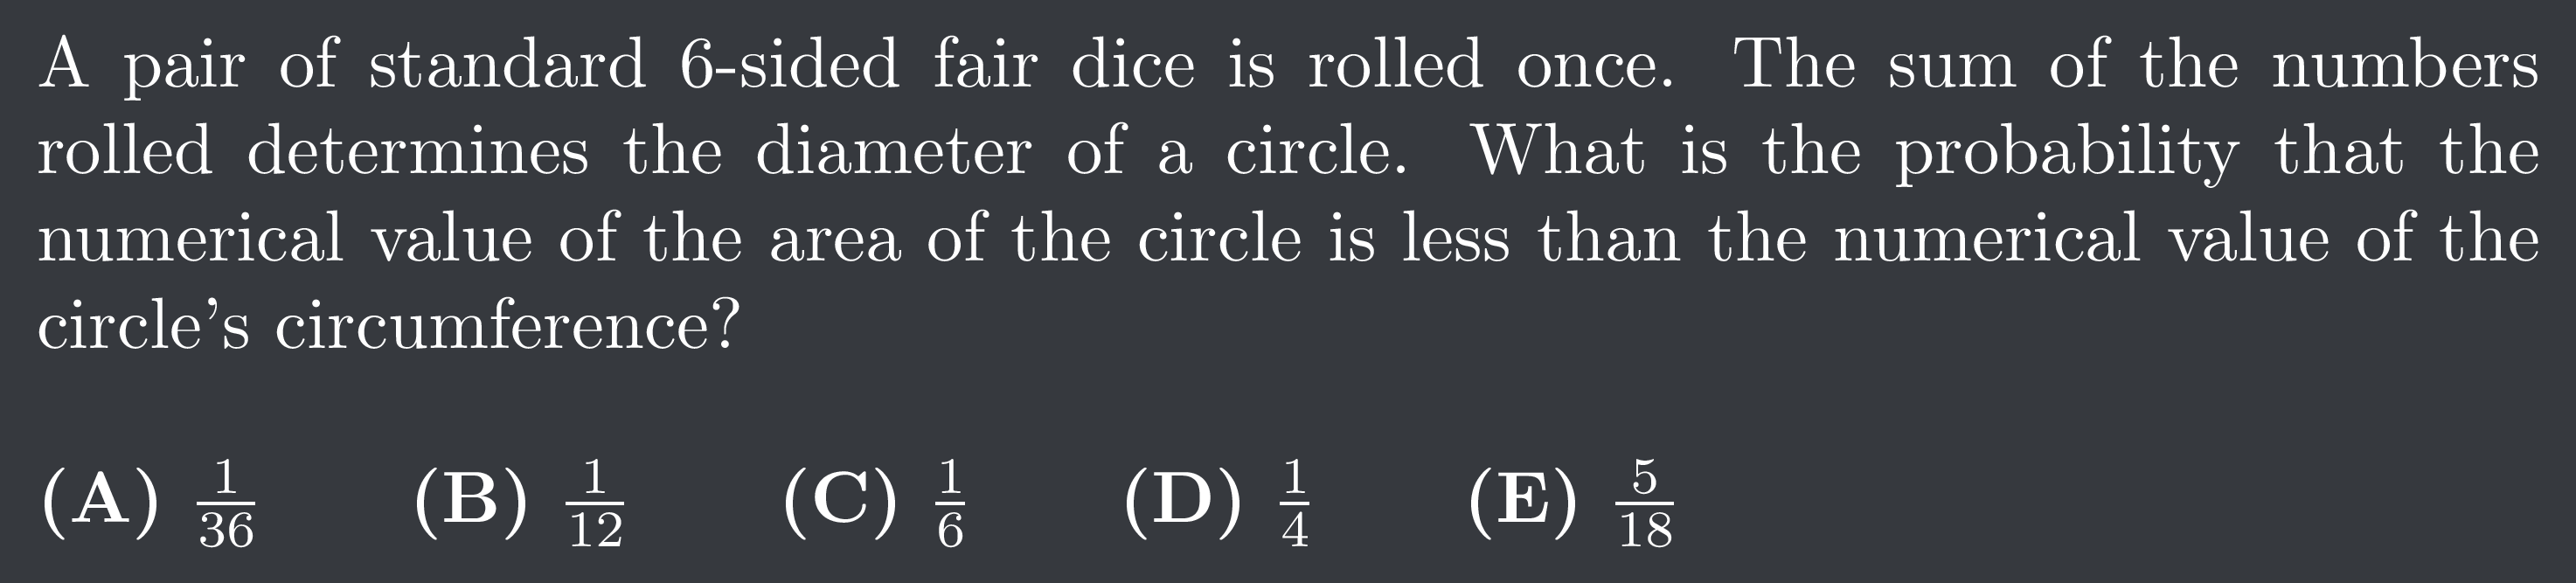 A pair of standard 6-sided fair dice is rolled once. The sum of the numbers
rolled determines the diameter of a circle. What is the probability that the
numerical value of the area of the circle is less than the numerical value of the
circle's circumference?
(A) 1/36 (B) 1/12 (C) 1/6 (D) 1/4 (E) 5/18